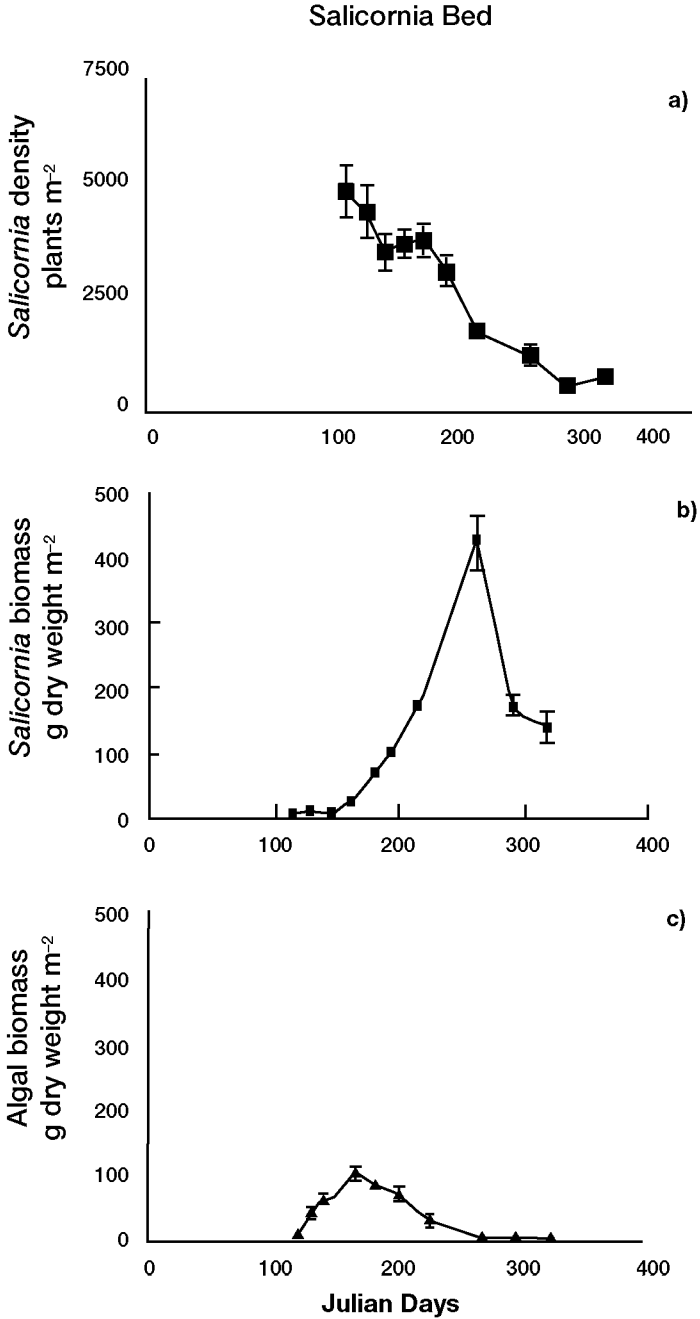 Salicornia Bed
a)
Salicornia density
plants m–2
7500
5000
2500
0
0 100 200 300 400
b)
Salicornia biomass
g dry weight m–2
500
400
300
200
100
0
0 100 200 300 400
c)
Algal biomass
g dry weight m–2
500
400
300
200
100
0
0 100 200 300 400
Julian Days